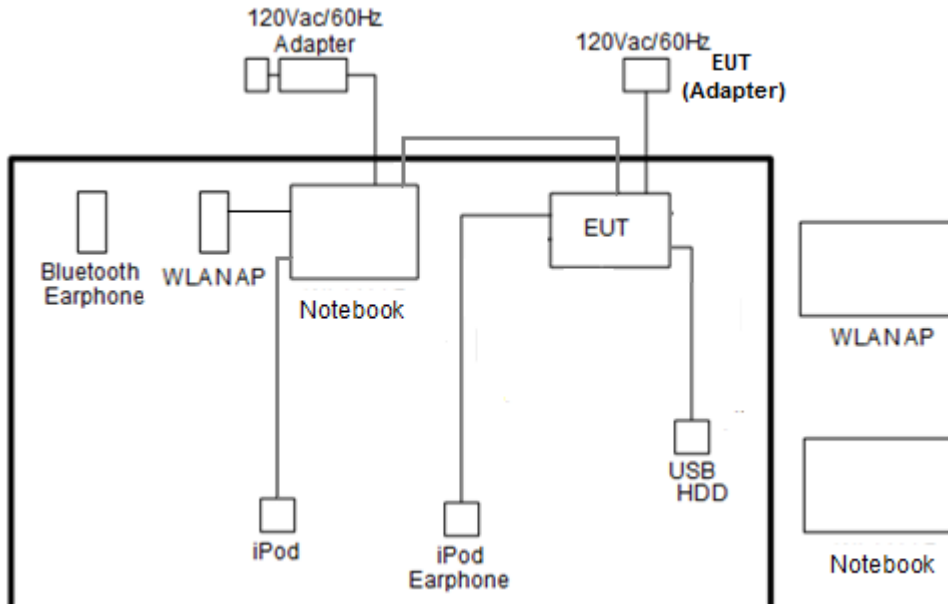 120Vac/60Hz
Adapter
120Vac/60Hz
EUT
(Adapter)
EUT
Bluetooth
Earphone
WLAN AP
Notebook
WLAN AP
USB
HDD
iPod
iPod
Earphone
Notebook